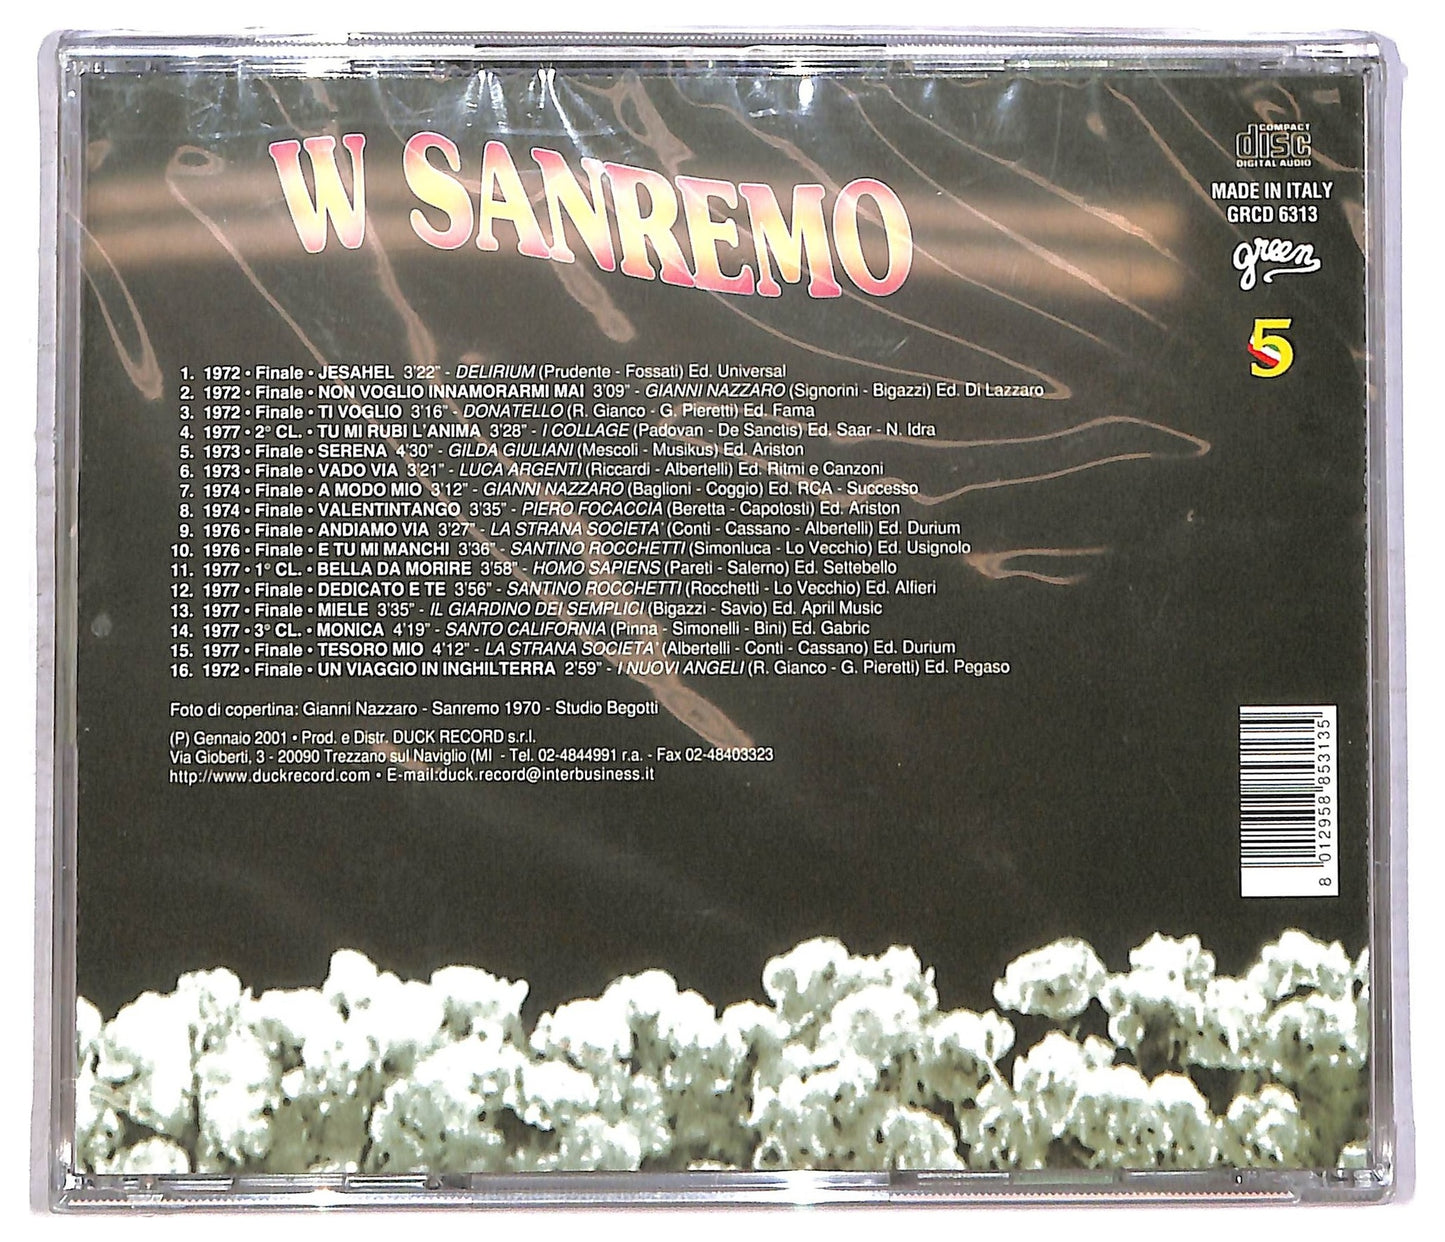 W SANREMO
COMPACT
disc
DIGITAL AUDIO
MADE IN ITALY
GRCD 6313
green
5
1. 1972 • Finale • JESAHEL 3'22" - DELIRIUM (Prudente - Fossati) Ed. Universal
2. 1972 • Finale • NON VOGLIO INNAMORARMI MAI 3'09" - GIANNI NAZZARO (Signorini - Bigazzi) Ed. Di Lazzaro
3. 1972 • Finale • TI VOGLIO 3'16" - DONATELLO (R. Gianco - G. Pieretti) Ed. Fama
4. 1977 • 2° CL. • TU MI RUBI L'ANIMA 3'28" - I COLLAGE (Padovan - De Sanctis) Ed. Saar - N. Idra
5. 1973 • Finale • SERENA 4'30" - GILDA GIULIANI (Mescoli - Musikus) Ed. Ariston
6. 1973 • Finale • VADO VIA 3'21" - LUCA ARGENTI (Riccardi - Albertelli) Ed. Ritmi e Canzoni
7. 1974 • Finale • A MODO MIO 3'12" - GIANNI NAZZARO (Baglioni - Coggio) Ed. RCA - Successo
8. 1974 • Finale • VALENTINTANGO 3'35" - PIERO FOCACCIA (Beretta - Capotosti) Ed. Ariston
9. 1976 • Finale • ANDIAMO VIA 3'27" - LA STRANA SOCIETA' (Conti - Cassano - Albertelli) Ed. Durium
10. 1976 • Finale • E TU MI MANCHI 3'36" - SANTINO ROCCHETTI (Simonluca - Lo Vecchio) Ed. Usignolo
11. 1977 • 1° CL. • BELLA DA MORIRE 3'58" - HOMO SAPIENS (Pareti - Salerno) Ed. Settebello
12. 1977 • Finale • DEDICATO E TE 3'56" - SANTINO ROCCHETTI (Rocchetti - Lo Vecchio) Ed. Alfieri
13. 1977 • Finale • MIELE 3'35" - IL GIARDINO DEI SEMPLICI (Bigazzi - Savio) Ed. April Music
14. 1977 • 3° CL. • MONICA 4'19" - SANTO CALIFORNIA (Pinna - Simonelli - Bini) Ed. Gabric
15. 1977 • Finale • TESORO MIO 4'12" - LA STRANA SOCIETA' (Albertelli - Conti - Cassano) Ed. Durium
16. 1972 • Finale • UN VIAGGIO IN INGHILTERRA 2'59" - I NUOVI ANGELI (R. Gianco - G. Pieretti) Ed. Pegaso
Foto di copertina: Gianni Nazzaro - Sanremo 1970 - Studio Begotti
(P) Gennaio 2001 • Prod. e Distr. DUCK RECORD s.r.l.
Via Gioberti, 3 - 20090 Trezzano sul Naviglio (MI - Tel. 02-4844991 r.a. - Fax 02-48403323
http://www.duckrecord.com • E-mail:duck.record@interbusiness.it
8 012958 853135